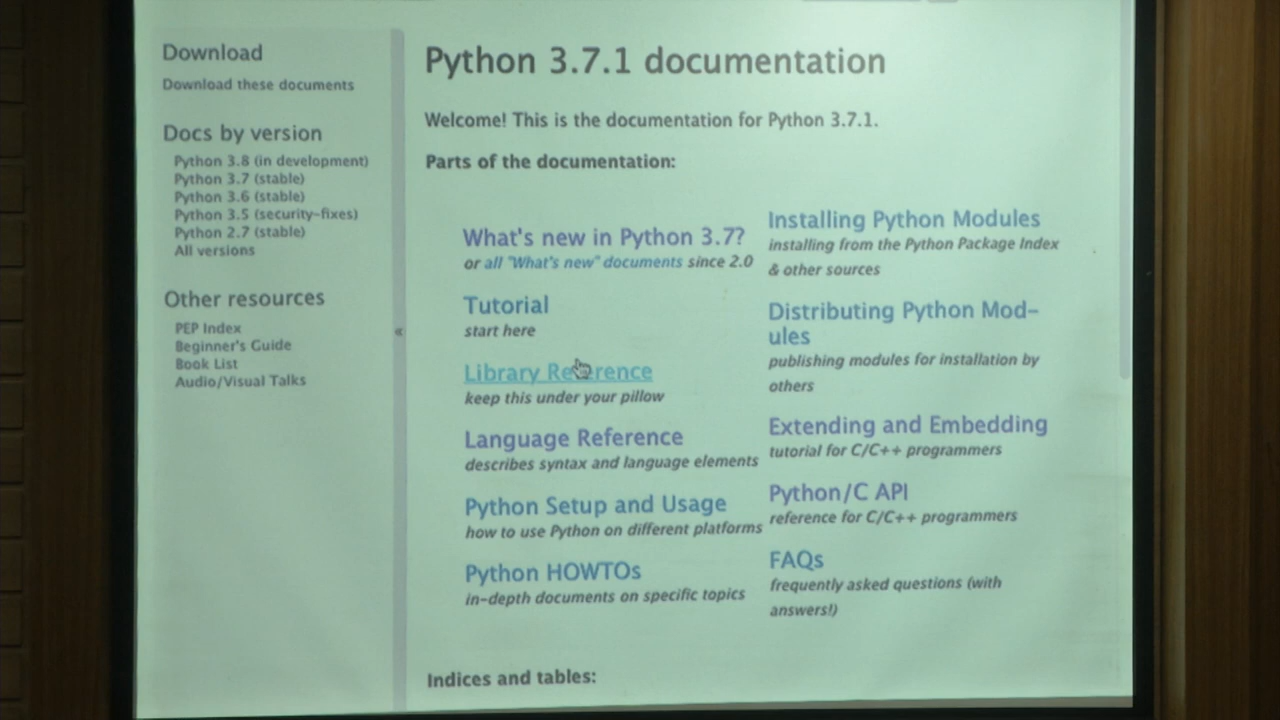 Download
Download these documents
Docs by version
Python 3.8 (in development)
Python 3.7 (stable)
Python 3.6 (stable)
Python 3.5 (security-fixes)
Python 2.7 (stable)
All versions
Other resources
PEP Index
Beginner's Guide
Book List
Audio/Visual Talks
«
Python 3.7.1 documentation
Welcome! This is the documentation for Python 3.7.1.
Parts of the documentation:
What's new in Python 3.7?
or all "What's new" documents since 2.0
Tutorial
start here
Library Reference
keep this under your pillow
Language Reference
describes syntax and language elements
Python Setup and Usage
how to use Python on different platforms
Python HOWTOs
in-depth documents on specific topics
Installing Python Modules
installing from the Python Package Index
& other sources
Distributing Python Mod-
ules
publishing modules for installation by
others
Extending and Embedding
tutorial for C/C++ programmers
Python/C API
reference for C/C++ programmers
FAQs
frequently asked questions (with
answers!)
Indices and tables: